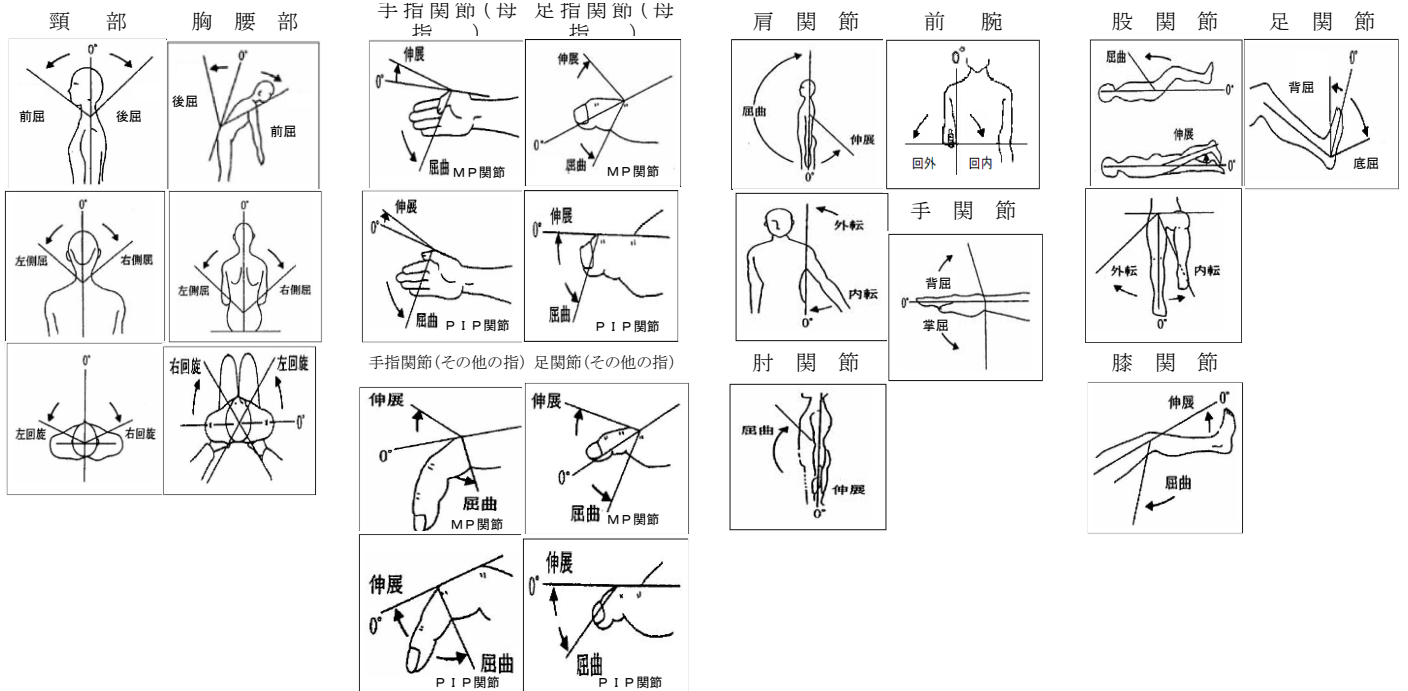 頸部
0°
前屈
後屈
0°
左側屈
右側屈
0°
左回旋
右回旋
胸腰部
0°
後屈
前屈
0°
左側屈
右側屈
右回旋
左回旋
0°
手指関節(母指)
伸展
0°
屈曲
MP関節
伸展
0°
屈曲
PIP関節
足指関節(母指)
伸展
0°
屈曲
MP関節
伸展
0°
屈曲
PIP関節
手指関節(その他の指)
伸展
0°
屈曲
MP関節
伸展
0°
屈曲
PIP関節
足関節(その他の指)
伸展
0°
屈曲
MP関節
伸展
0°
屈曲
PIP関節
肩関節
屈曲
伸展
0°
外転
内転
0°
肘関節
屈曲
伸展
0°
前腕
0°
回外
回内
手関節
背屈
0°
掌屈
股関節
屈曲
0°
伸展
0°
外転
内転
0°
膝関節
伸展
0°
屈曲
足関節
0°
背屈
底屈